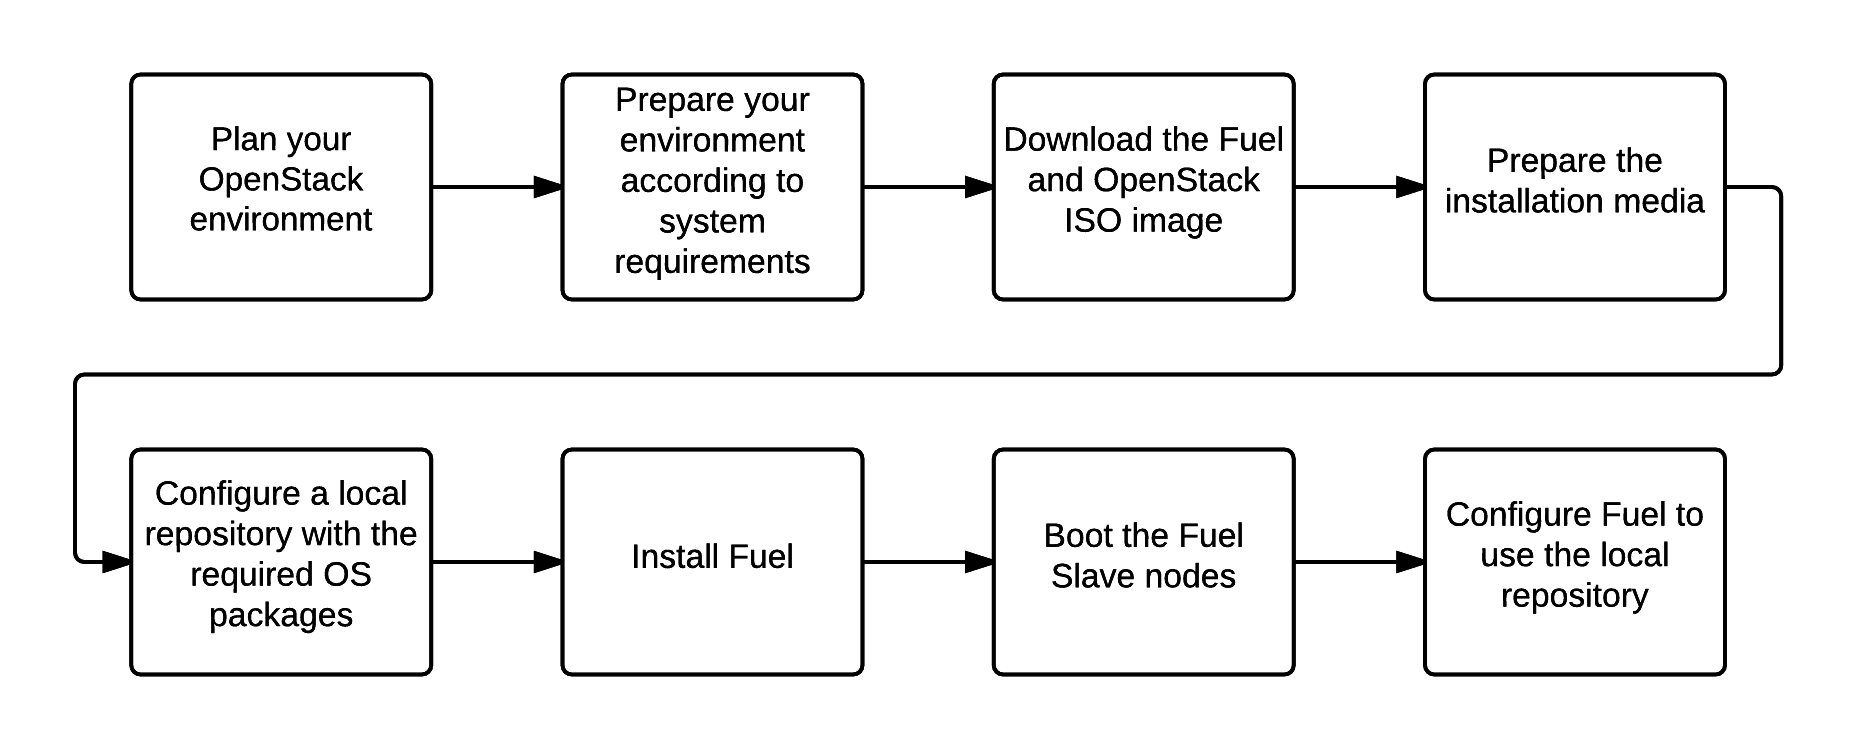 Plan your
OpenStack
environment
Prepare your
environment
according to
system
requirements
Download the Fuel
and OpenStack
ISO image
Prepare the
installation media
Configure a local
repository with the
required OS
packages
Install Fuel
Boot the Fuel
Slave nodes
Configure Fuel to
use the local
repository